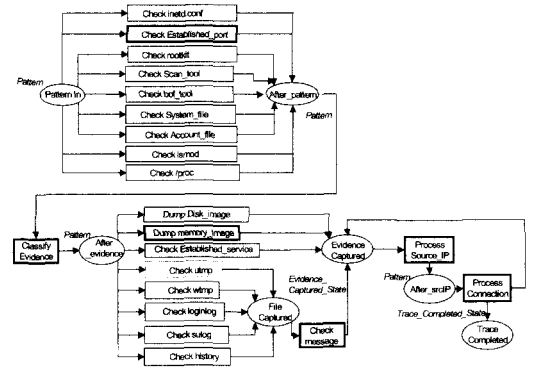 Check inetd.conf
Check Established_port
Check rootkit
Pattern
Check Scan_tool
Pattern In
Check bof_tool
After_pattern
Check System_file
Pattern
Check Account_file
Check lsmod
Check /proc
Dump Disk_image
Pattern
Dump memory_image
Classify
Evidence
After
_evidence
Check Established_service
Evidence
Captured
Process
Source_IP
Check utmp
Evidence_
Captured_State
Pattern
Check wtmp
After_srcIP
Process
Connection
Check loginlog
File
Captured
Trace_Completed_State
Check sulog
Check
message
Trace
Completed
Check history